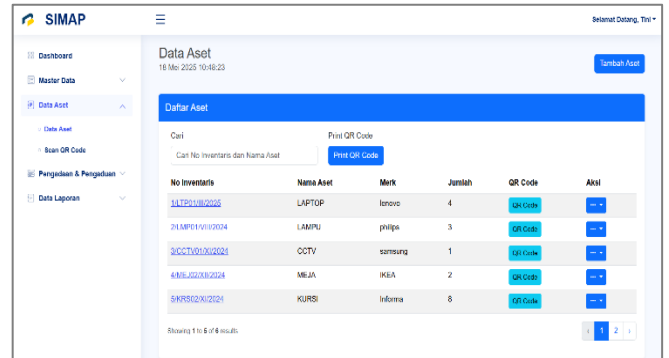 SIMAP
Selamat Datang, Tini
Dashboard
Master Data
Data Aset
Data Aset
Scan QR Code
Pengadaan & Pengaduan
Data Laporan
Data Aset
18 Mei 2025 10:48:23
Tambah Aset
Daftar Aset
Cari Print QR Code
Cari No Inventaris dan Nama Aset Print QR Code
No Inventaris Nama Aset Merk Jumlah QR Code Aksi
1/LTP01/III/2025 LAPTOP lenovo 4 QR Code
2/LMP01/VIII/2024 LAMPU philips 3 QR Code
3/CCTV01/XI/2024 CCTV samsung 1 QR Code
4/MEJ02/XII/2024 MEJA IKEA 2 QR Code
5/KRS02/XI/2024 KURSI Informa 8 QR Code
Showing 1 to 5 of 6 results
‹ 1 2 ›